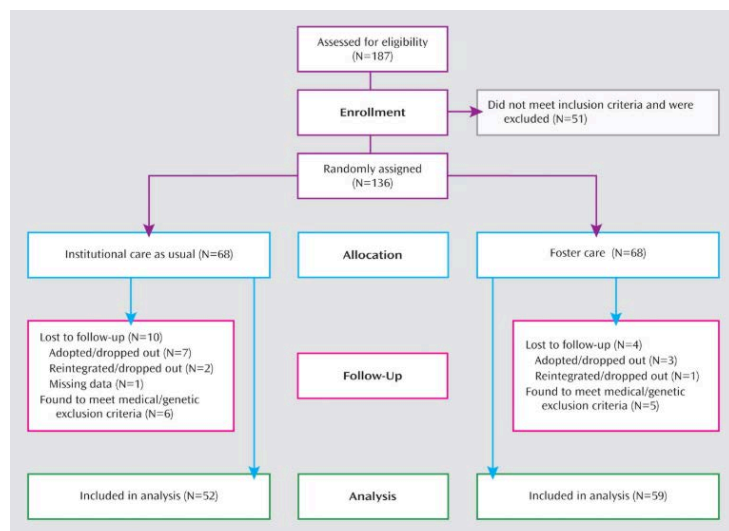 Assessed for eligibility
(N=187)
Enrollment
Did not meet inclusion criteria and were
excluded (N=51)
Randomly assigned
(N=136)
Institutional care as usual (N=68)
Allocation
Foster care (N=68)
Lost to follow-up (N=10)
Adopted/dropped out (N=7)
Reintegrated/dropped out (N=2)
Missing data (N=1)
Found to meet medical/genetic
exclusion criteria (N=6)
Follow-Up
Lost to follow-up (N=4)
Adopted/dropped out (N=3)
Reintegrated/dropped out (N=1)
Found to meet medical/genetic
exclusion criteria (N=5)
Included in analysis (N=52)
Analysis
Included in analysis (N=59)